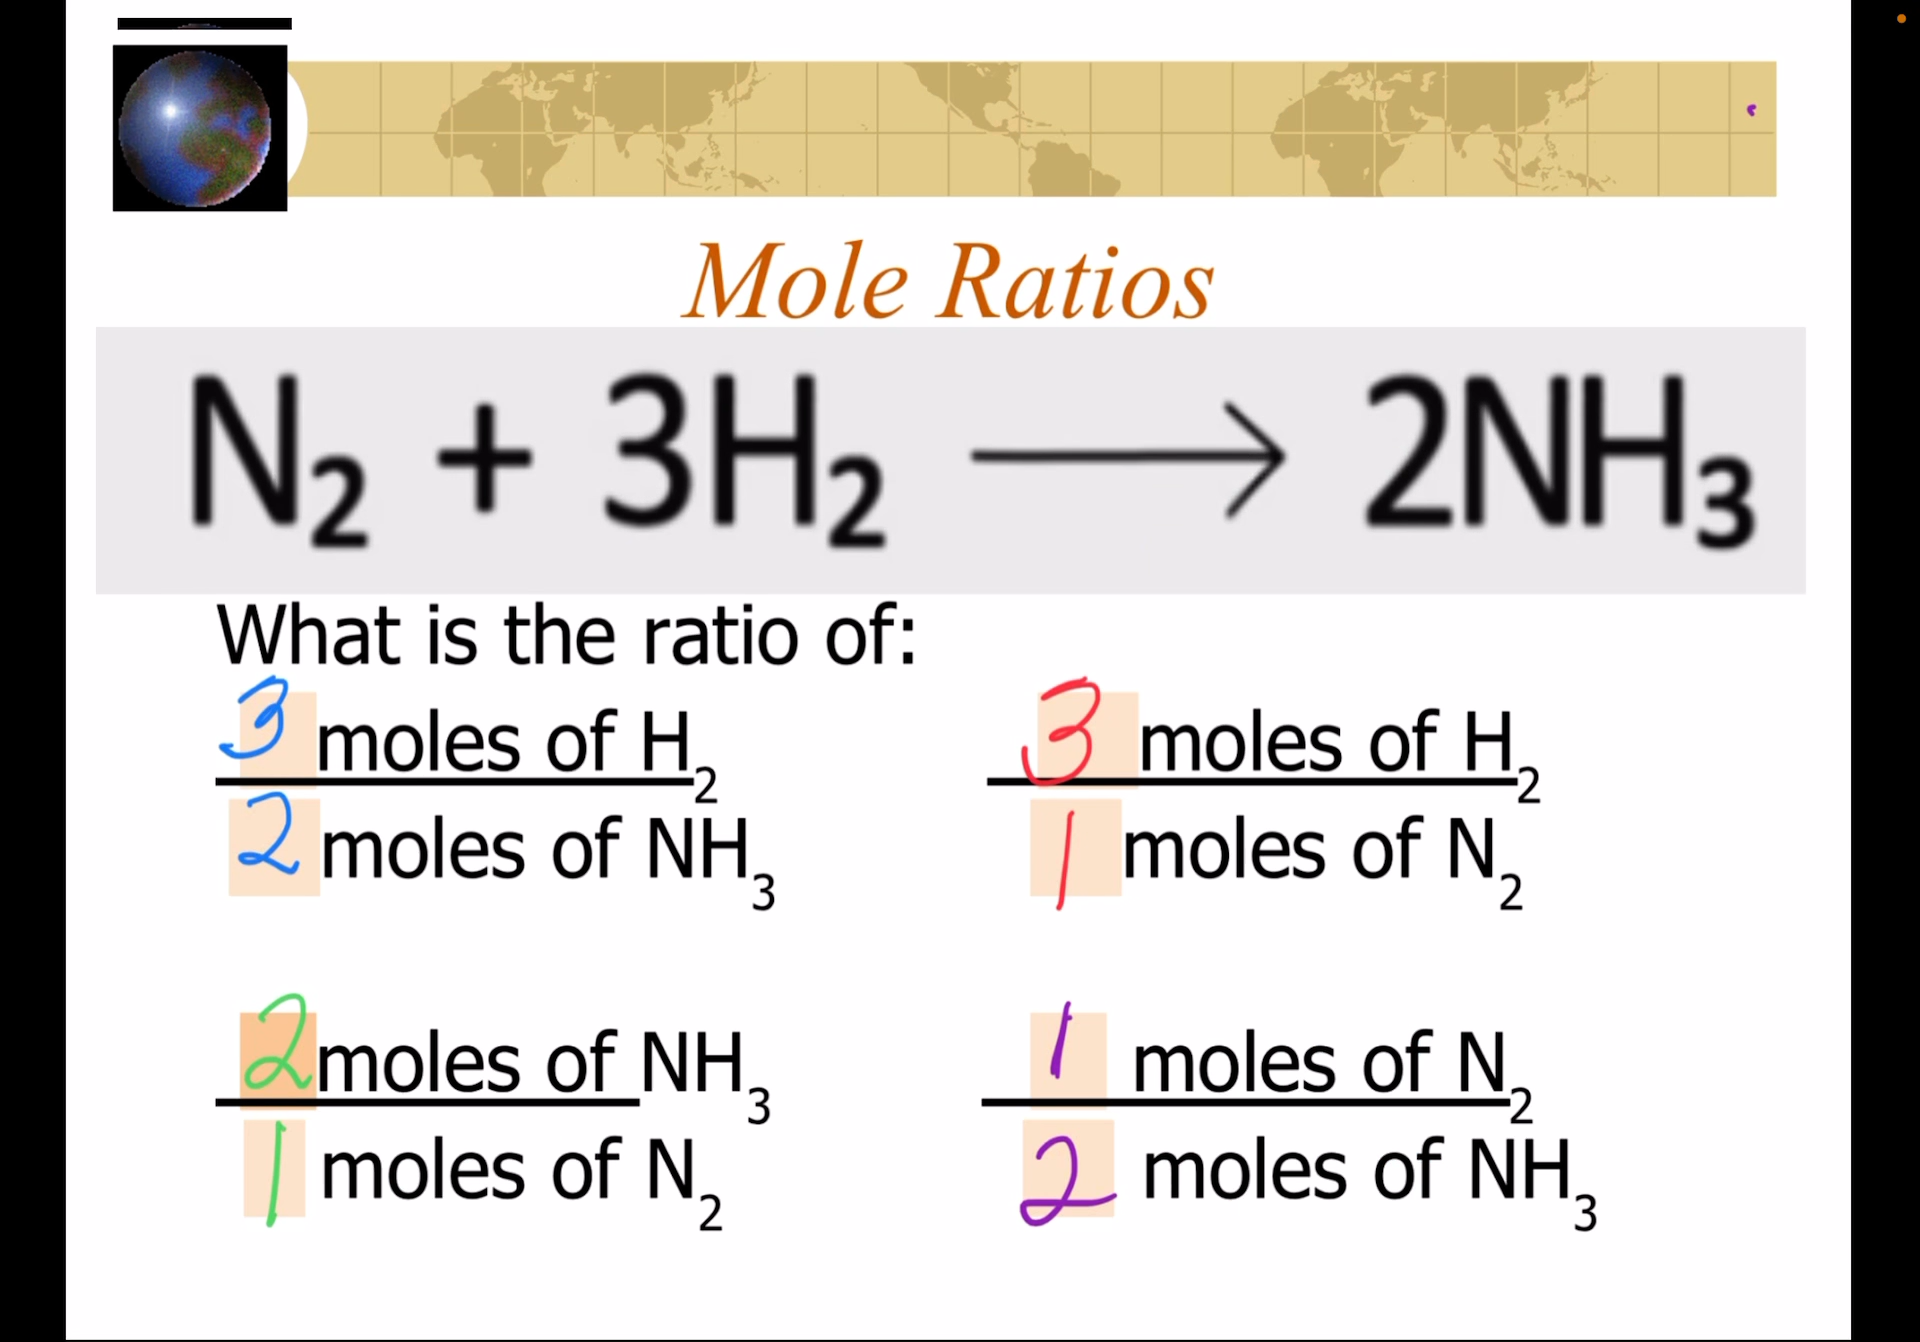 Mole Ratios
N₂ + 3H₂ ⟶ 2NH₃
What is the ratio of:
3 moles of H₂
2 moles of NH₃
3 moles of H₂
1 moles of N₂
2 moles of NH₃
1 moles of N₂
1 moles of N₂
2 moles of NH₃